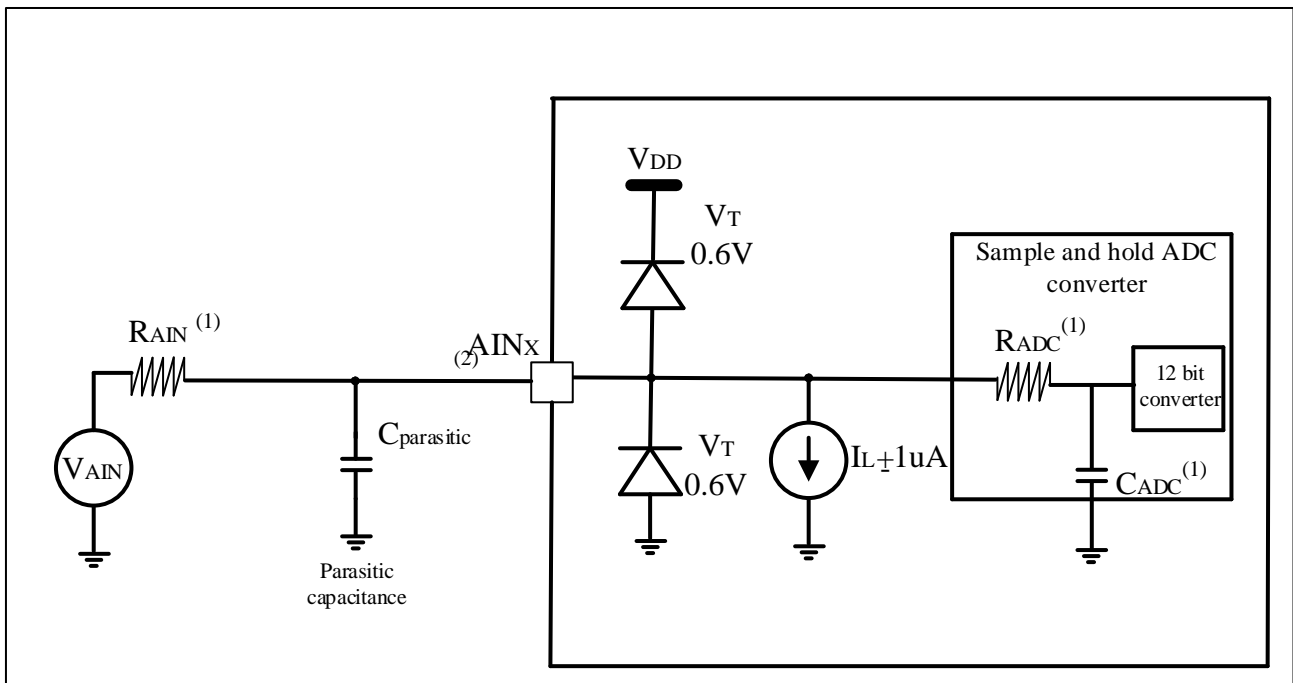 VDD
VT
0.6V
Sample and hold ADC
converter
RAIN (1)
(2)
AINX
RADC(1)
12 bit
converter
Cparasitic
VAIN
VT
0.6V
IL±1uA
CADC(1)
Parasitic
capacitance